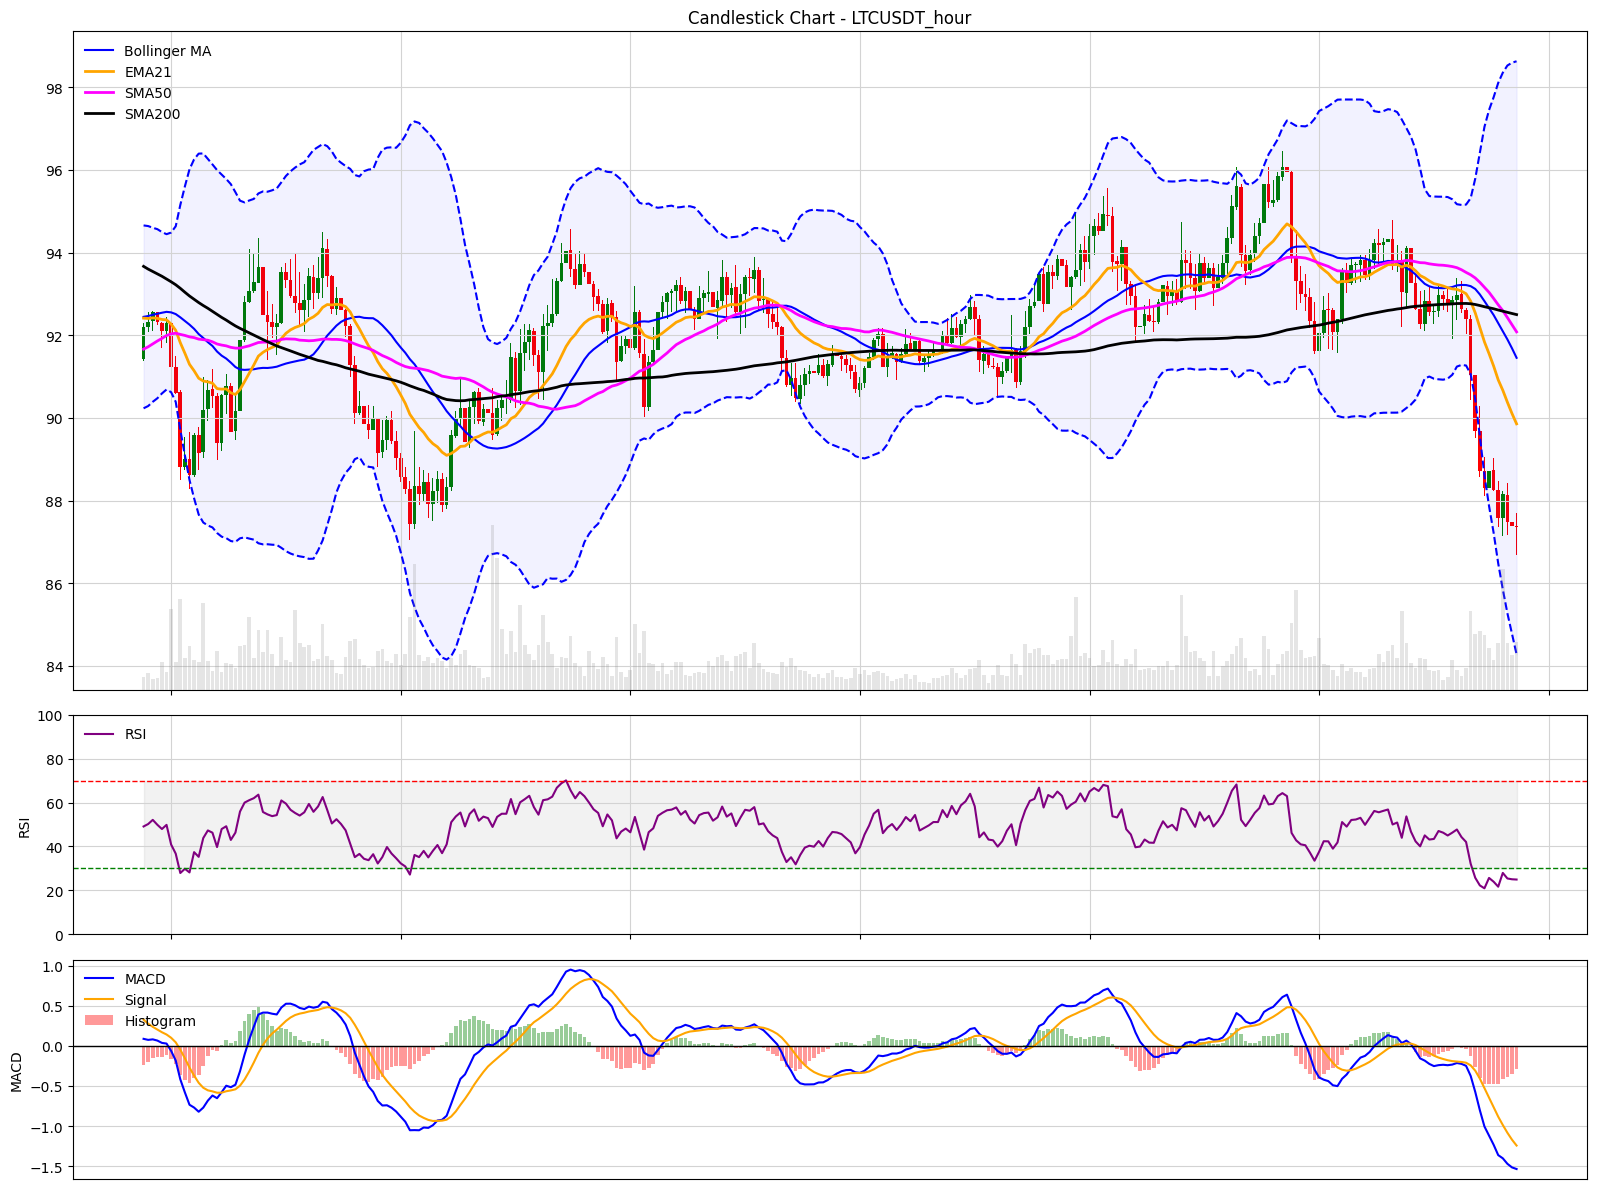 Candlestick Chart - LTCUSDT_hour
Bollinger MA
EMA21
SMA50
SMA200
98
96
94
92
90
88
86
84
100
80
60
40
20
0
RSI
RSI
1.0
0.5
0.0
−0.5
−1.0
−1.5
MACD
MACD
Signal
Histogram